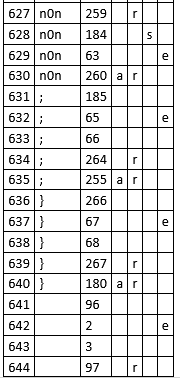 627 n0n 259 r
628 n0n 184 s
629 n0n 63 e
630 n0n 260 a r
631 ; 185
632 ; 65 e
633 ; 66
634 ; 264 r
635 ; 255 a r
636 } 266
637 } 67 e
638 } 68
639 } 267 r
640 } 180 a r
641 96
642 2 e
643 3
644 97 r